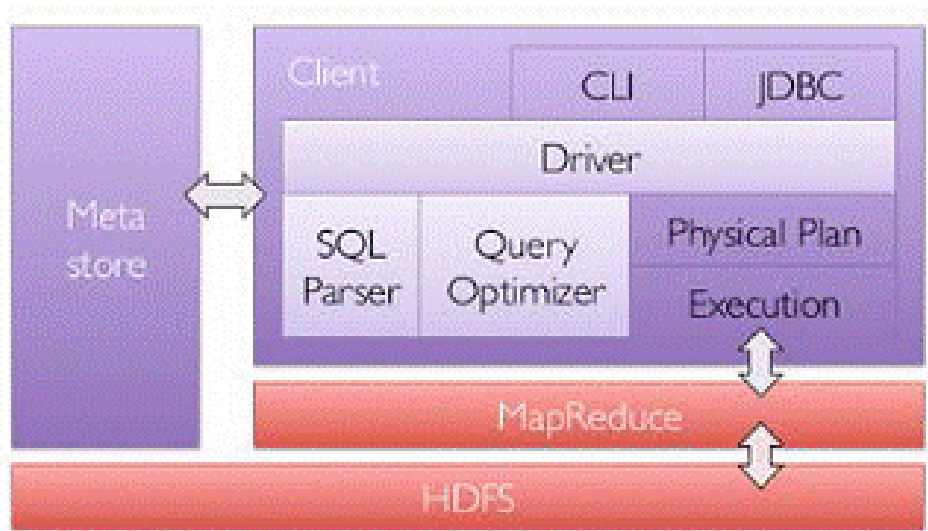 Client
CLI
JDBC
Driver
Meta
store
SQL
Parser
Query
Optimizer
Physical Plan
Execution
MapReduce
HDFS